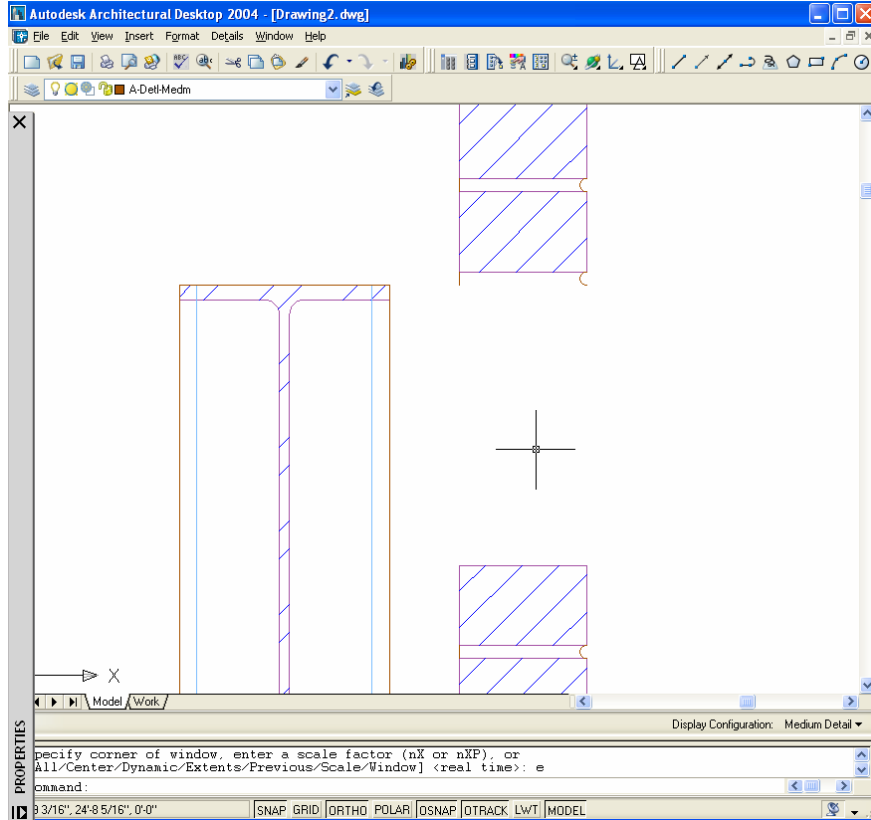 Autodesk Architectural Desktop 2004 - [Drawing2.dwg]
File Edit View Insert Format Details Window Help
ABC
A-Detl-Medm
X
Model Work
Display Configuration: Medium Detail
PROPERTIES
pecify corner of window, enter a scale factor (nX or nXP), or
All/Center/Dynamic/Extents/Previous/Scale/Window] <real time>: e
ommand:
3/16", 24'-8 5/16", 0'-0" SNAP GRID ORTHO POLAR OSNAP OTRACK LWT MODEL